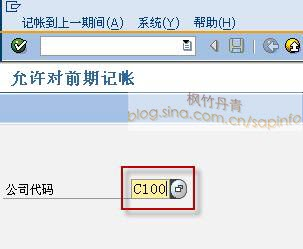 记帐到上一期间(A) 系统(Y) 帮助(H)
允许对前期记帐
枫竹丹青
blog.sina.com.cn/sapinfo
公司代码 C100